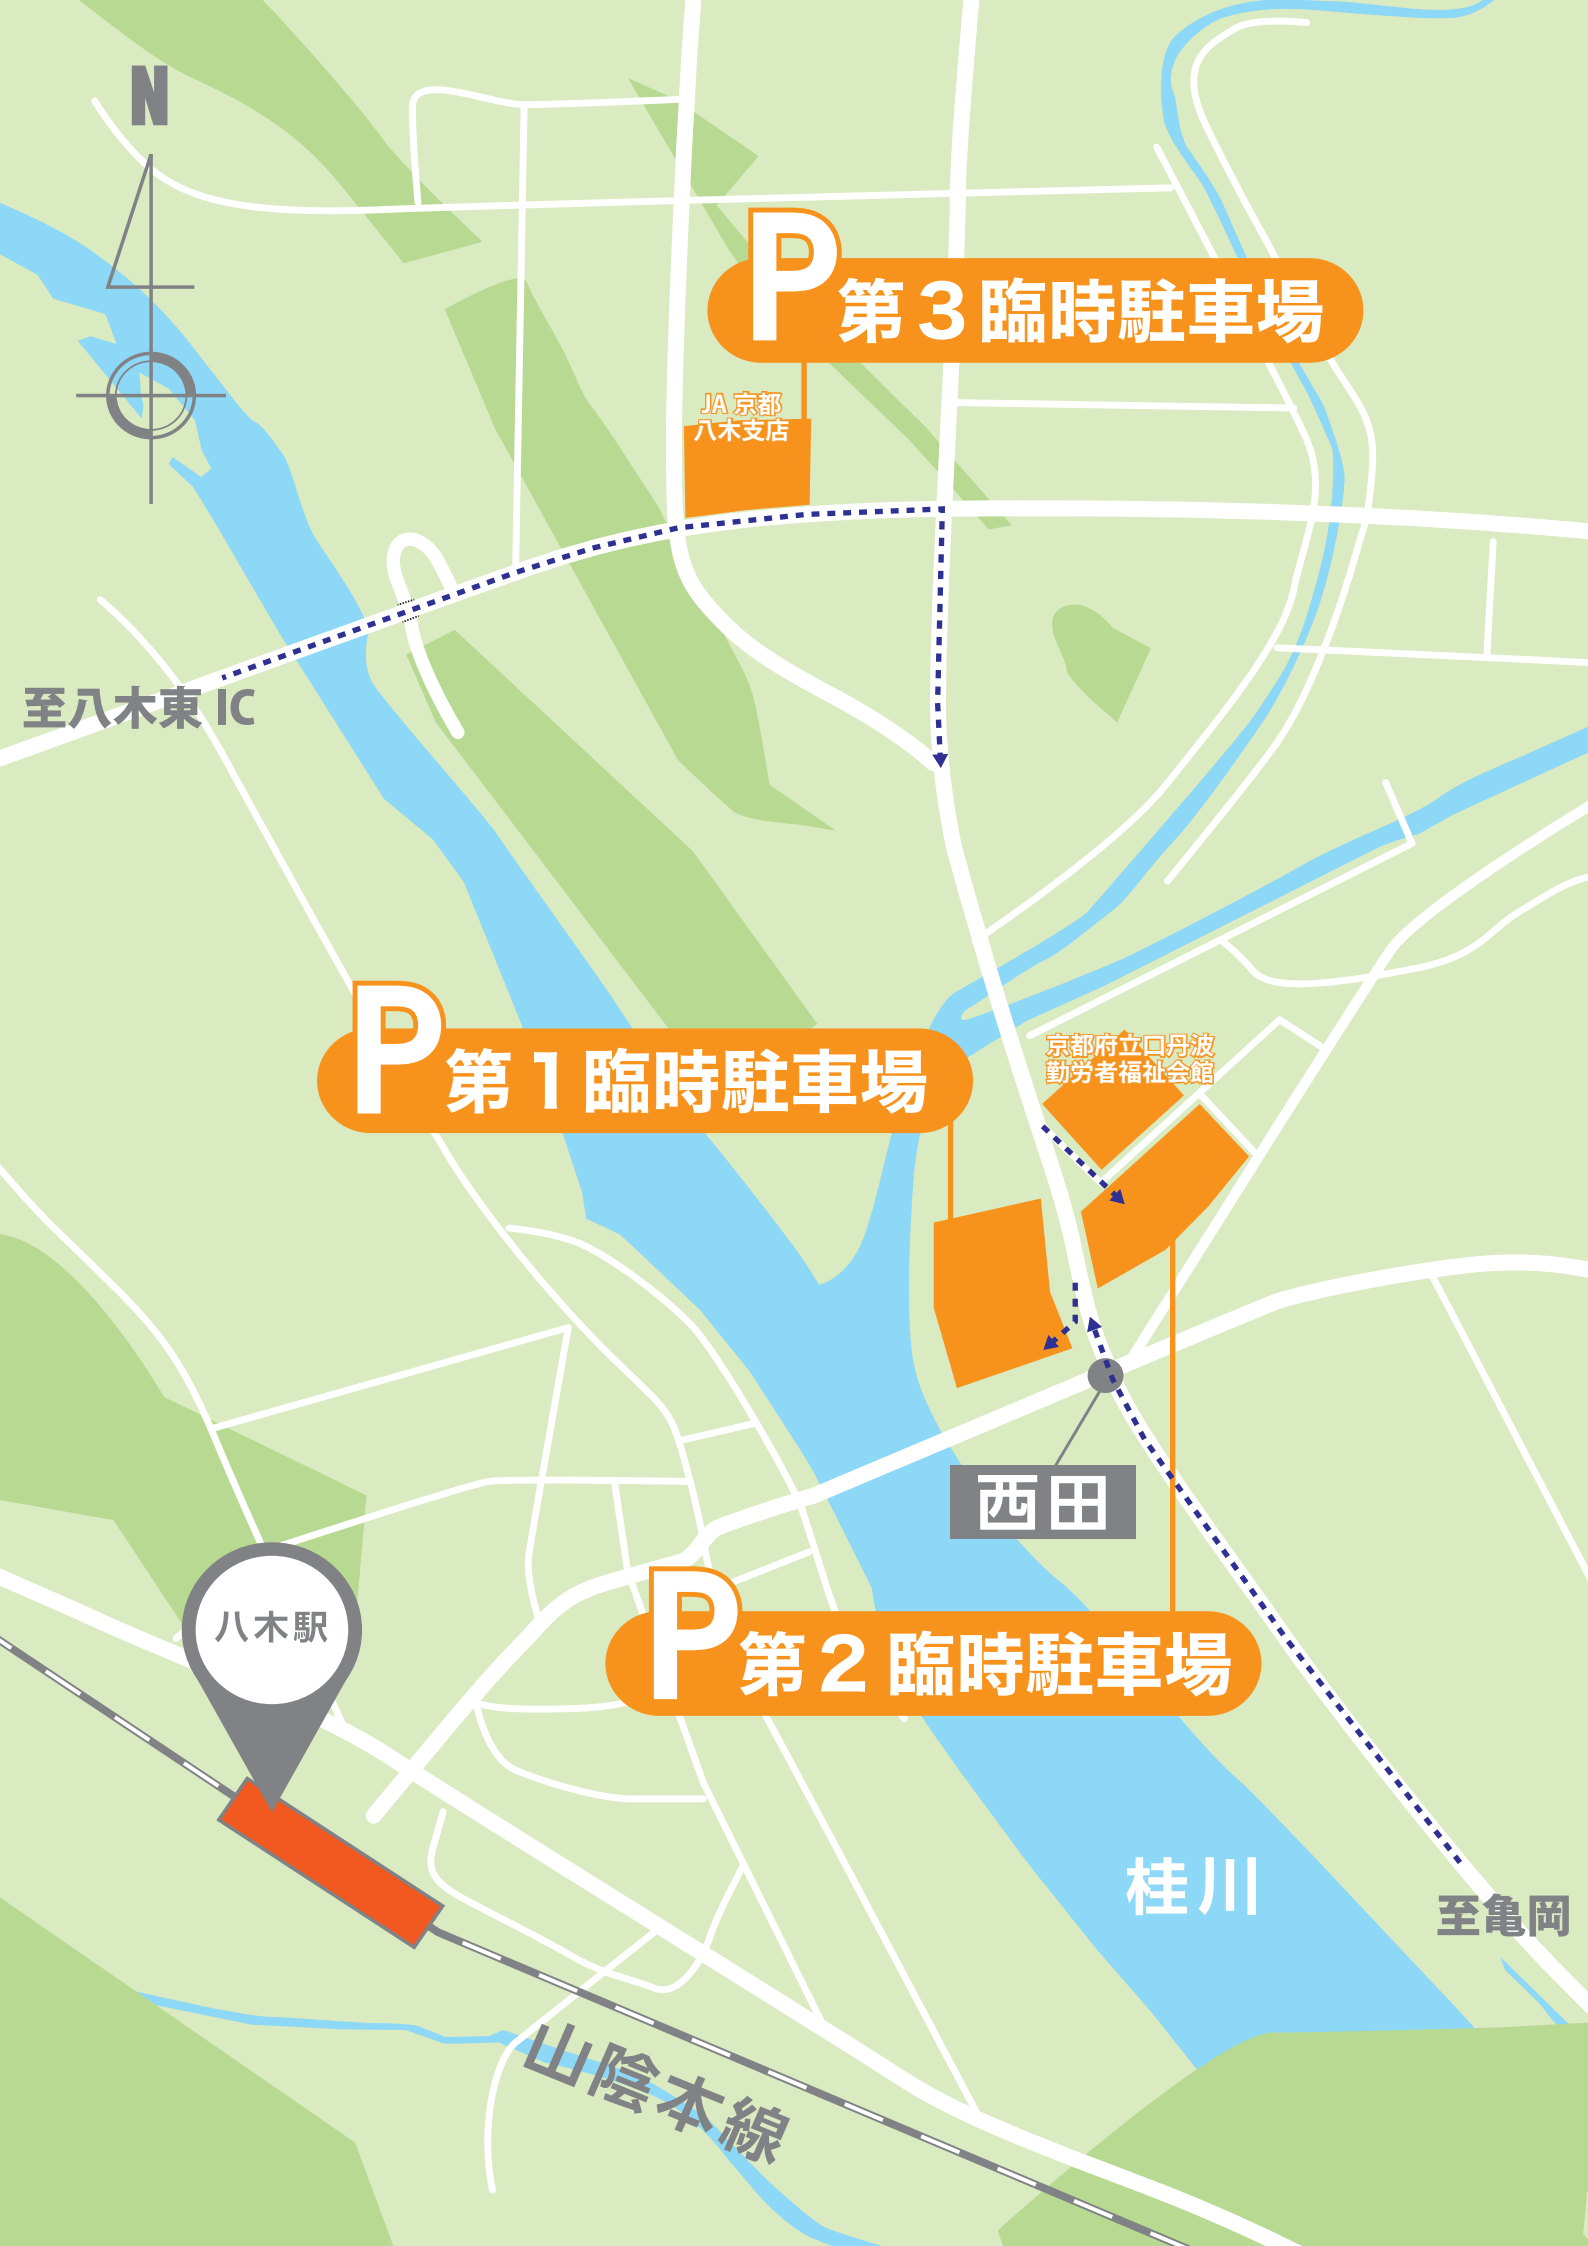 N
P 第3臨時駐車場
JA 京都
八木支店
至八木東 IC
P 第1臨時駐車場
京都府立口丹波
勤労者福祉会館
西田
八木駅
P 第2臨時駐車場
桂川
至亀岡
山陰本線